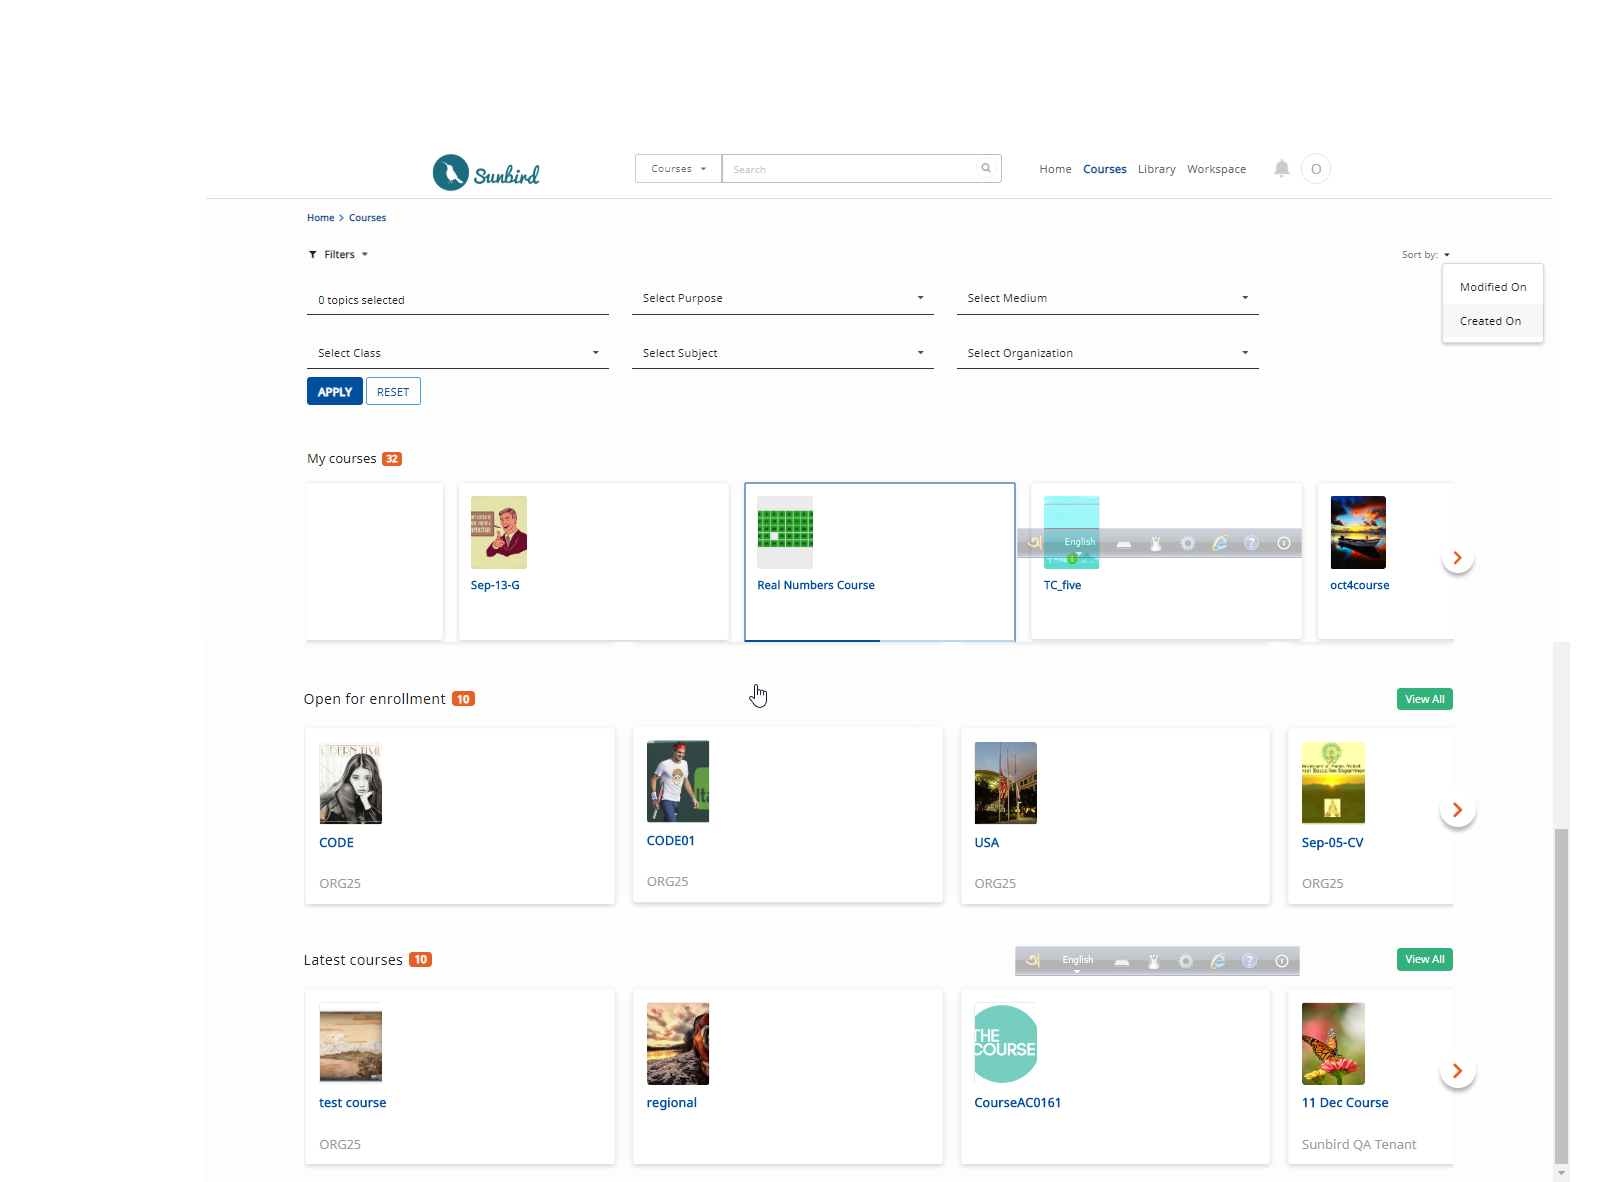 Sunbird
Courses
Search
Home Courses Library Workspace
O
Home > Courses
Filters
Sort by:
Modified On
Created On
0 topics selected
Select Purpose
Select Medium
Select Class
Select Subject
Select Organization
APPLY
RESET
My courses 32
Sep-13-G
Real Numbers Course
English
TC_five
oct4course
Open for enrollment 10
View All
CODE
ORG25
CODE01
ORG25
USA
ORG25
Sep-05-CV
ORG25
Latest courses 10
English
View All
test course
ORG25
regional
THE
COURSE
CourseAC0161
11 Dec Course
Sunbird QA Tenant